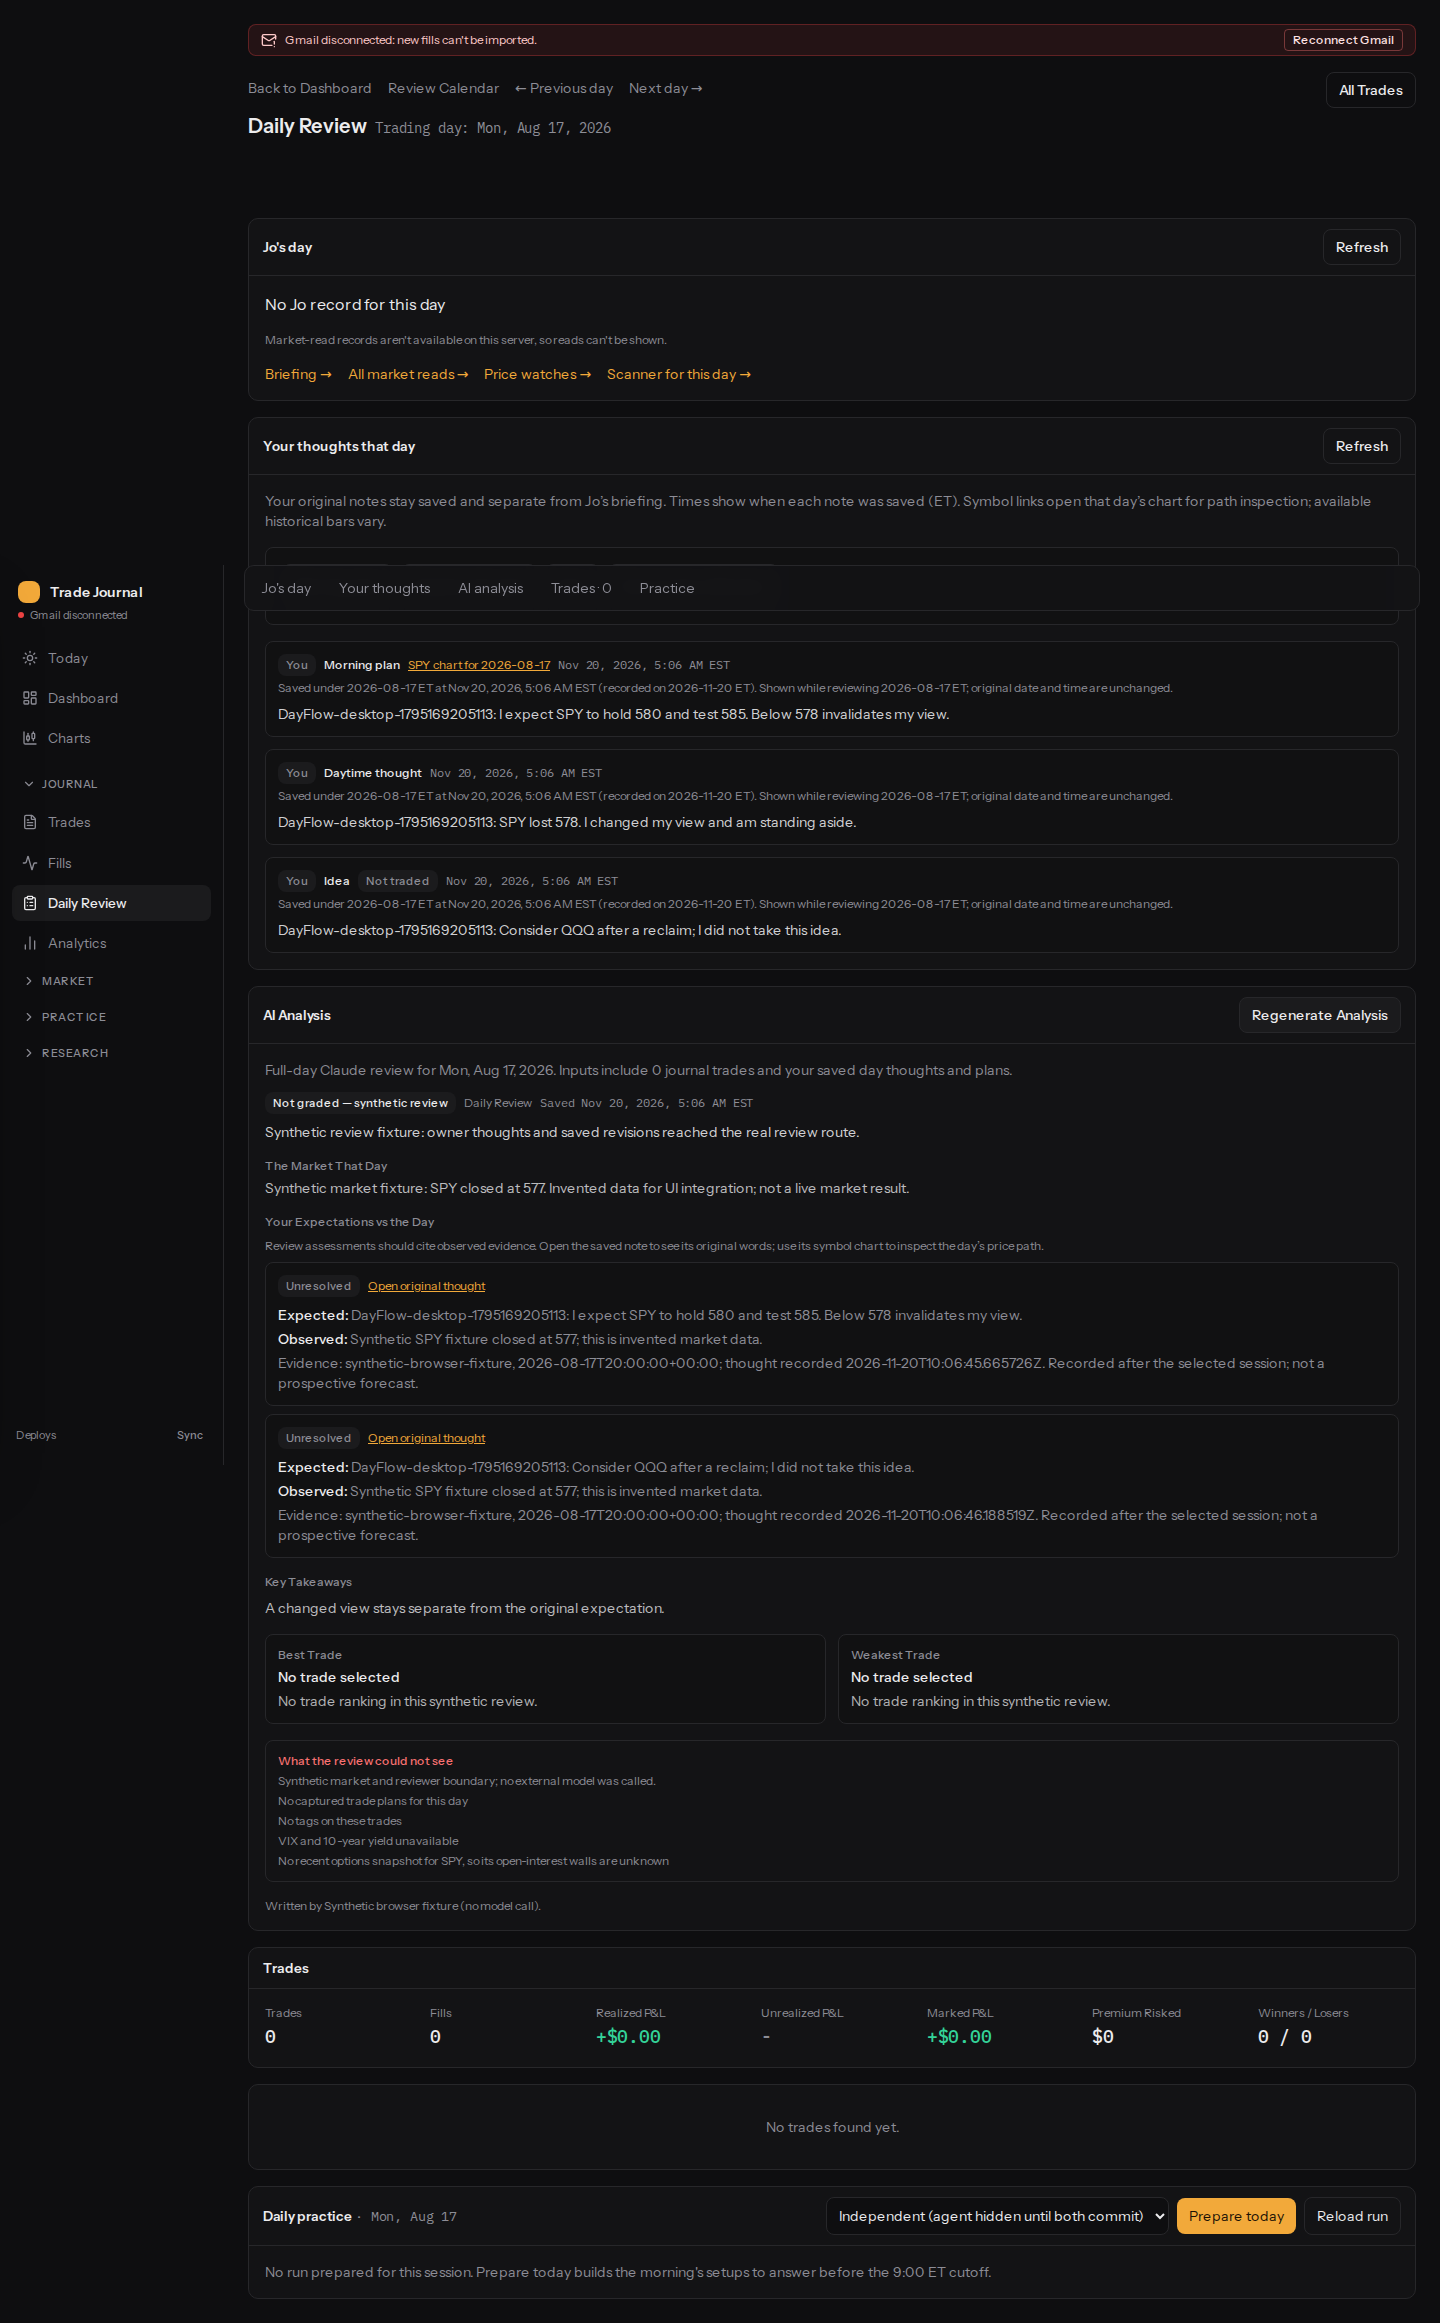 Gmail disconnected: new fills can't be imported.
Reconnect Gmail
Back to Dashboard
Review Calendar
← Previous day
Next day →
All Trades
Daily Review
Trading day: Mon, Aug 17, 2026
Jo's day
Refresh
No Jo record for this day
Market-read records aren't available on this server, so reads can't be shown.
Briefing →
All market reads →
Price watches →
Scanner for this day →
Your thoughts that day
Refresh
Your original notes stay saved and separate from Jo's briefing. Times show when each note was saved (ET). Symbol links open that day's chart for path inspection; available
historical bars vary.
Jo's day
Your thoughts
AI analysis
Trades · 0
Practice
Trade Journal
Gmail disconnected
Today
Dashboard
Charts
JOURNAL
Trades
Fills
Daily Review
Analytics
MARKET
PRACTICE
RESEARCH
Deploys
Sync
You
Morning plan
SPY chart for 2026-08-17
Nov 20, 2026, 5:06 AM EST
Saved under 2026-08-17 ET at Nov 20, 2026, 5:06 AM EST (recorded on 2026-11-20 ET). Shown while reviewing 2026-08-17 ET; original date and time are unchanged.
DayFlow-desktop-1795169205113: I expect SPY to hold 580 and test 585. Below 578 invalidates my view.
You
Daytime thought
Nov 20, 2026, 5:06 AM EST
Saved under 2026-08-17 ET at Nov 20, 2026, 5:06 AM EST (recorded on 2026-11-20 ET). Shown while reviewing 2026-08-17 ET; original date and time are unchanged.
DayFlow-desktop-1795169205113: SPY lost 578. I changed my view and am standing aside.
You
Idea
Not traded
Nov 20, 2026, 5:06 AM EST
Saved under 2026-08-17 ET at Nov 20, 2026, 5:06 AM EST (recorded on 2026-11-20 ET). Shown while reviewing 2026-08-17 ET; original date and time are unchanged.
DayFlow-desktop-1795169205113: Consider QQQ after a reclaim; I did not take this idea.
AI Analysis
Regenerate Analysis
Full-day Claude review for Mon, Aug 17, 2026. Inputs include 0 journal trades and your saved day thoughts and plans.
Not graded — synthetic review
Daily Review
Saved Nov 20, 2026, 5:06 AM EST
Synthetic review fixture: owner thoughts and saved revisions reached the real review route.
The Market That Day
Synthetic market fixture: SPY closed at 577. Invented data for UI integration; not a live market result.
Your Expectations vs the Day
Review assessments should cite observed evidence. Open the saved note to see its original words; use its symbol chart to inspect the day's price path.
Unresolved
Open original thought
Expected: DayFlow-desktop-1795169205113: I expect SPY to hold 580 and test 585. Below 578 invalidates my view.
Observed: Synthetic SPY fixture closed at 577; this is invented market data.
Evidence: synthetic-browser-fixture, 2026-08-17T20:00:00+00:00; thought recorded 2026-11-20T10:06:45.665726Z. Recorded after the selected session; not a
prospective forecast.
Unresolved
Open original thought
Expected: DayFlow-desktop-1795169205113: Consider QQQ after a reclaim; I did not take this idea.
Observed: Synthetic SPY fixture closed at 577; this is invented market data.
Evidence: synthetic-browser-fixture, 2026-08-17T20:00:00+00:00; thought recorded 2026-11-20T10:06:46.188519Z. Recorded after the selected session; not a
prospective forecast.
Key Takeaways
A changed view stays separate from the original expectation.
Best Trade
No trade selected
No trade ranking in this synthetic review.
Weakest Trade
No trade selected
No trade ranking in this synthetic review.
What the review could not see
Synthetic market and reviewer boundary; no external model was called.
No captured trade plans for this day
No tags on these trades
VIX and 10-year yield unavailable
No recent options snapshot for SPY, so its open-interest walls are unknown
Written by Synthetic browser fixture (no model call).
Trades
Trades
Fills
Realized P&L
Unrealized P&L
Marked P&L
Premium Risked
Winners / Losers
0
0
+$0.00
-
+$0.00
$0
0 / 0
No trades found yet.
Daily practice · Mon, Aug 17
Independent (agent hidden until both commit)
Prepare today
Reload run
No run prepared for this session. Prepare today builds the morning's setups to answer before the 9:00 ET cutoff.